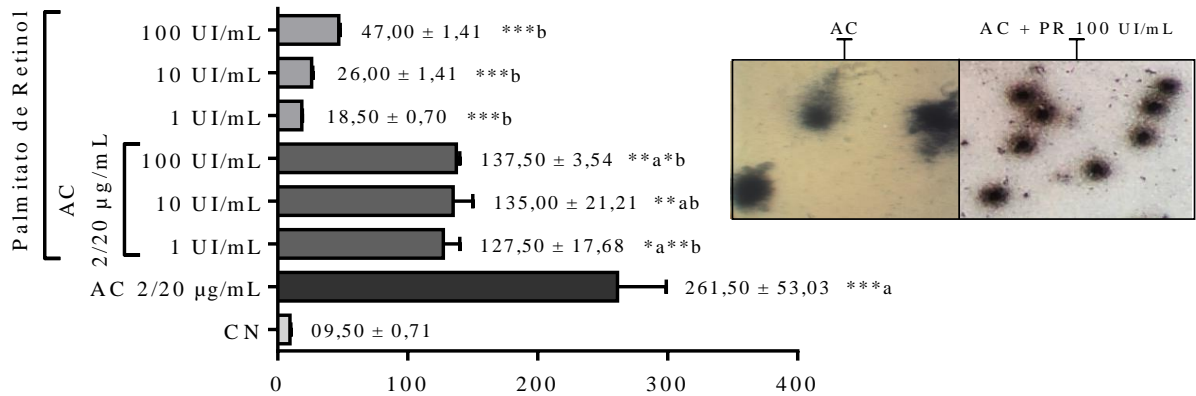 Palmitato de Retinol
AC
2/20 µg/mL
100 UI/mL 47,00 ± 1,41 ***b
10 UI/mL 26,00 ± 1,41 ***b
1 UI/mL 18,50 ± 0,70 ***b
100 UI/mL 137,50 ± 3,54 **a*b
10 UI/mL 135,00 ± 21,21 **ab
1 UI/mL 127,50 ± 17,68 *a**b
AC 2/20 µg/mL 261,50 ± 53,03 ***a
CN 09,50 ± 0,71
0 100 200 300 400
AC AC + PR 100 UI/mL